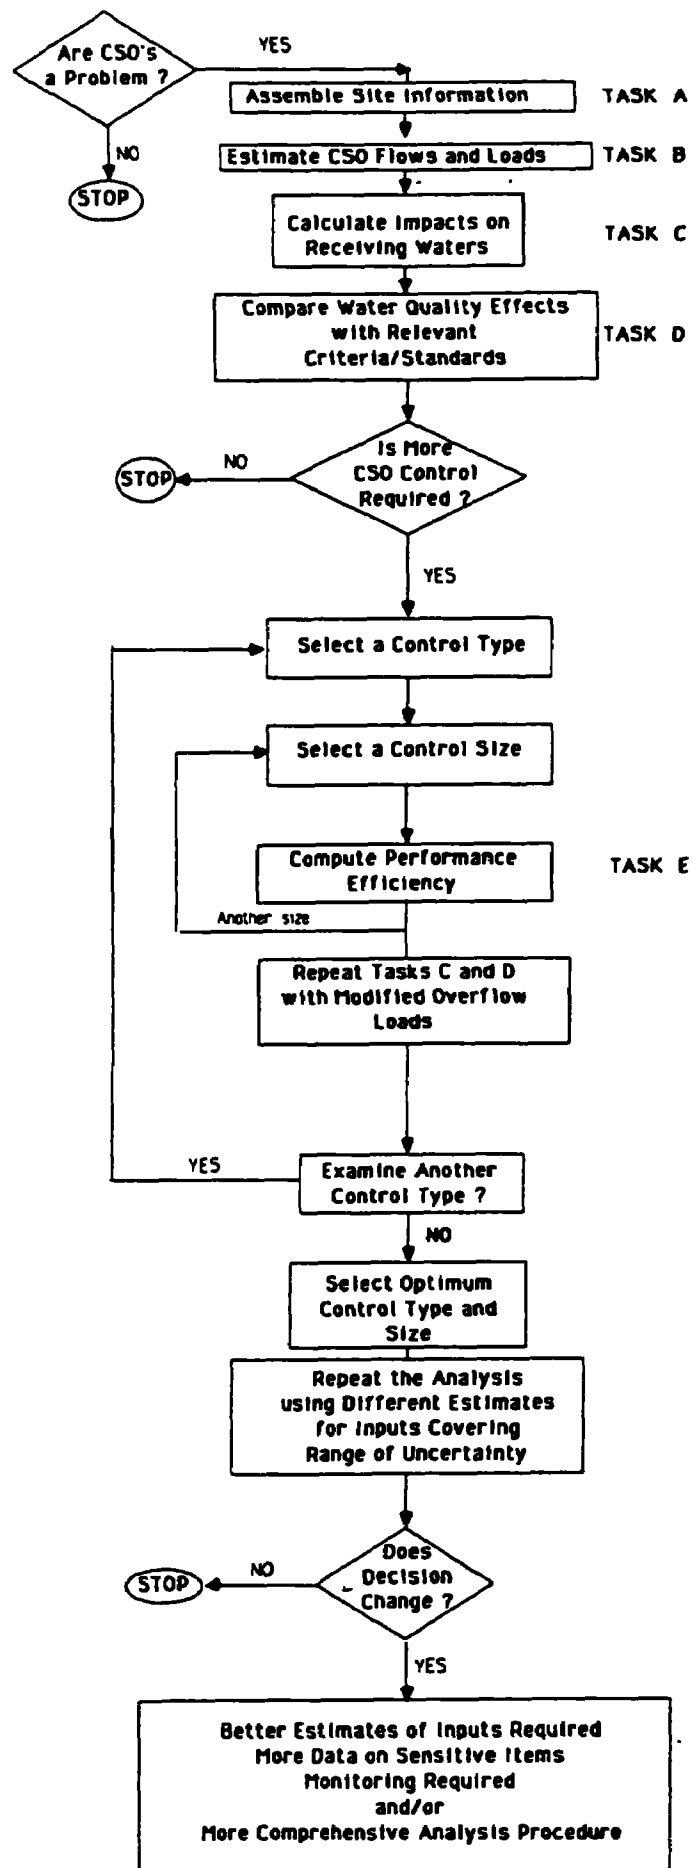 Are CSO's
a Problem ?
YES
NO
STOP
Assemble Site Information
TASK A
Estimate CSO Flows and Loads
TASK B
Calculate Impacts on
Receiving Waters
TASK C
Compare Water Quality Effects
with Relevant
Criteria/Standards
TASK D
Is More
CSO Control
Required ?
NO
STOP
YES
Select a Control Type
Select a Control Size
Compute Performance
Efficiency
TASK E
Another size
Repeat Tasks C and D
with Modified Overflow
Loads
Examine Another
Control Type ?
YES
NO
Select Optimum
Control Type and
Size
Repeat the Analysis
using Different Estimates
for Inputs Covering
Range of Uncertainty
Does
Decision
Change ?
NO
STOP
YES
Better Estimates of Inputs Required
More Data on Sensitive Items
Monitoring Required
and/or
More Comprehensive Analysis Procedure